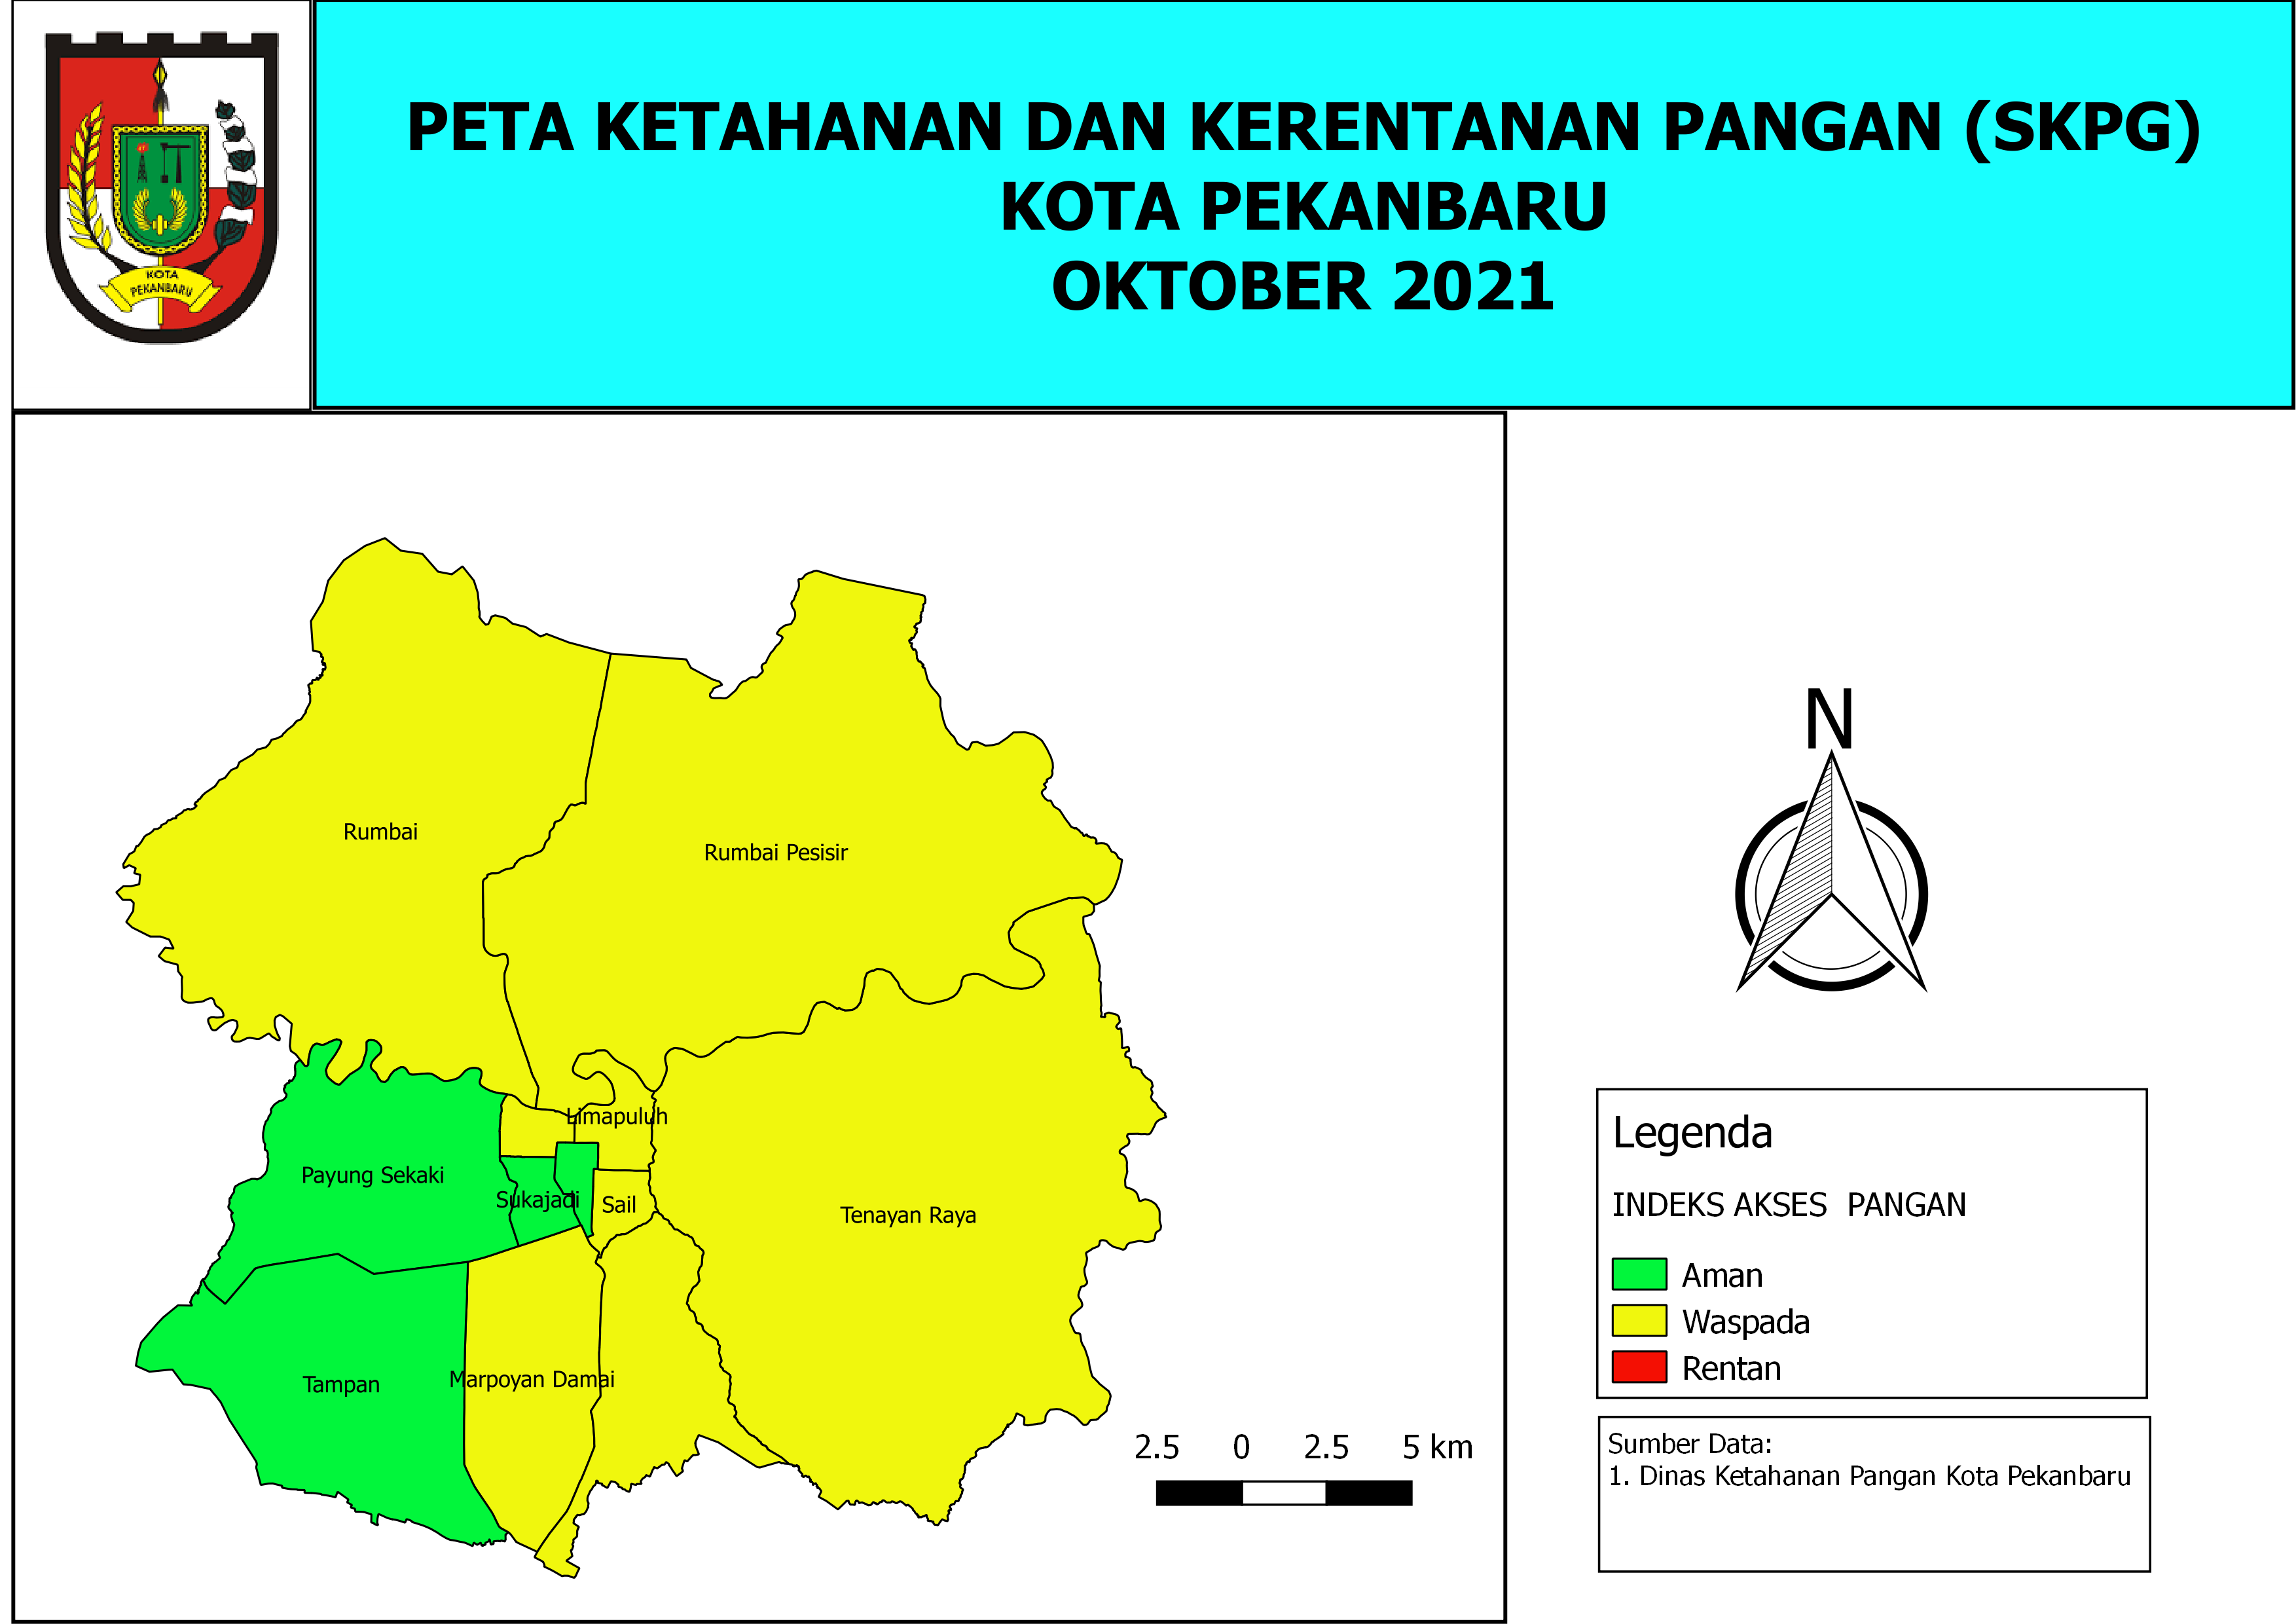 KOTA
PEKANBARU
PETA KETAHANAN DAN KERENTANAN PANGAN (SKPG)
KOTA PEKANBARU
OKTOBER 2021
Rumbai
Rumbai Pesisir
Limapuluh
Payung Sekaki
Sukajadi
Sail
Tenayan Raya
Tampan
Marpoyan Damai
2.5 0 2.5 5 km
N
Legenda
INDEKS AKSES PANGAN
Aman
Waspada
Rentan
Sumber Data:
1. Dinas Ketahanan Pangan Kota Pekanbaru